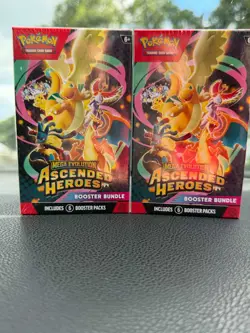 Pokémon
TRADING CARD GAME
6+
MEGA EVOLUTION
ASCENDED
HEROES
BOOSTER BUNDLE
INCLUDES 6 BOOSTER PACKS
Pokémon
TRADING CARD GAME
6+
MEGA EVOLUTION
ASCENDED
HEROES
BOOSTER BUNDLE
INCLUDES 6 BOOSTER PACKS